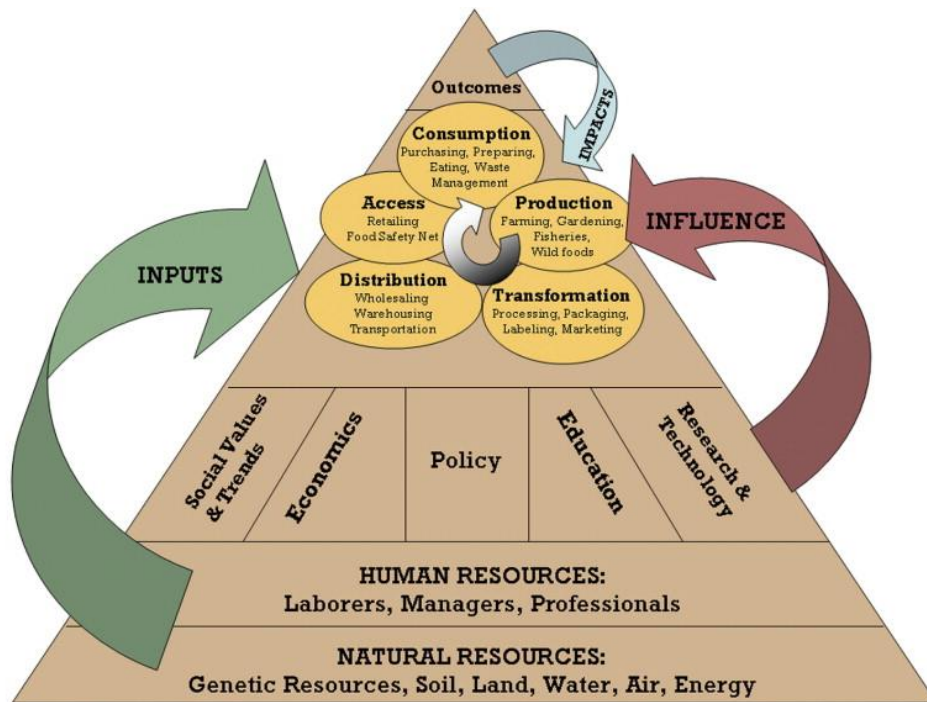 Outcomes
IMPACTS
Consumption
Purchasing, Preparing,
Eating, Waste
Management
Access
Retailing
Food Safety Net
Production
Farming, Gardening,
Fisheries,
Wild foods
INFLUENCE
INPUTS
Distribution
Wholesaling
Warehousing
Transportation
Transformation
Processing, Packaging,
Labeling, Marketing
Social Values
& Trends
Economics
Policy
Education
Research &
Technology
HUMAN RESOURCES:
Laborers, Managers, Professionals
NATURAL RESOURCES:
Genetic Resources, Soil, Land, Water, Air, Energy